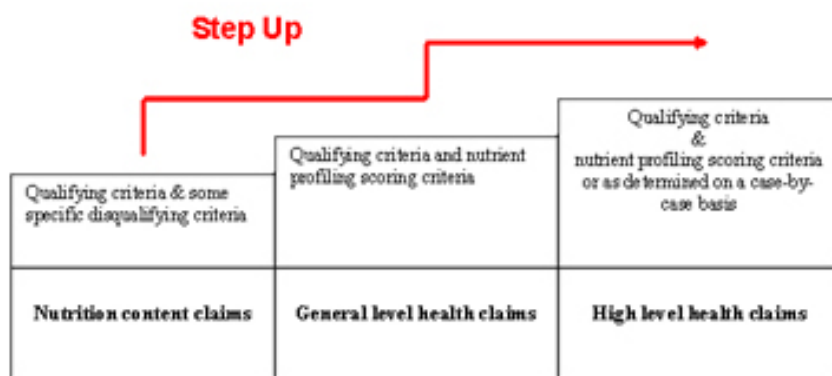 Step Up
Qualifying criteria & some
specific disqualifying criteria
Qualifying criteria and nutrient
profiling scoring criteria
Qualifying criteria
&
nutrient profiling scoring criteria
or as determined on a case-by-
case basis
Nutrition content claims
General level health claims
High level health claims